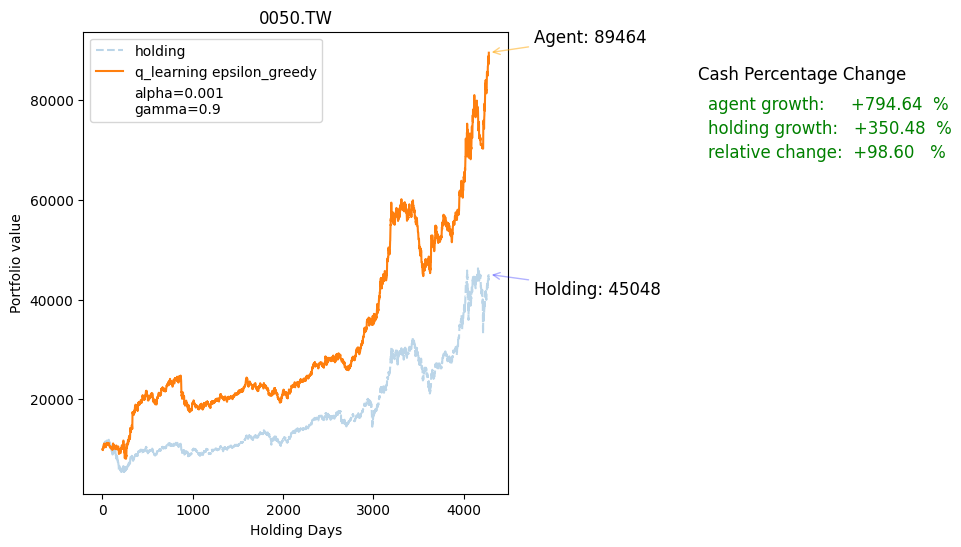 0050.TW
holding
q_learning epsilon_greedy
alpha=0.001
gamma=0.9
Agent: 89464
Cash Percentage Change
agent growth: +794.64 %
holding growth: +350.48 %
relative change: +98.60 %
Holding: 45048
Portfolio value
80000
60000
40000
20000
0 1000 2000 3000 4000
Holding Days